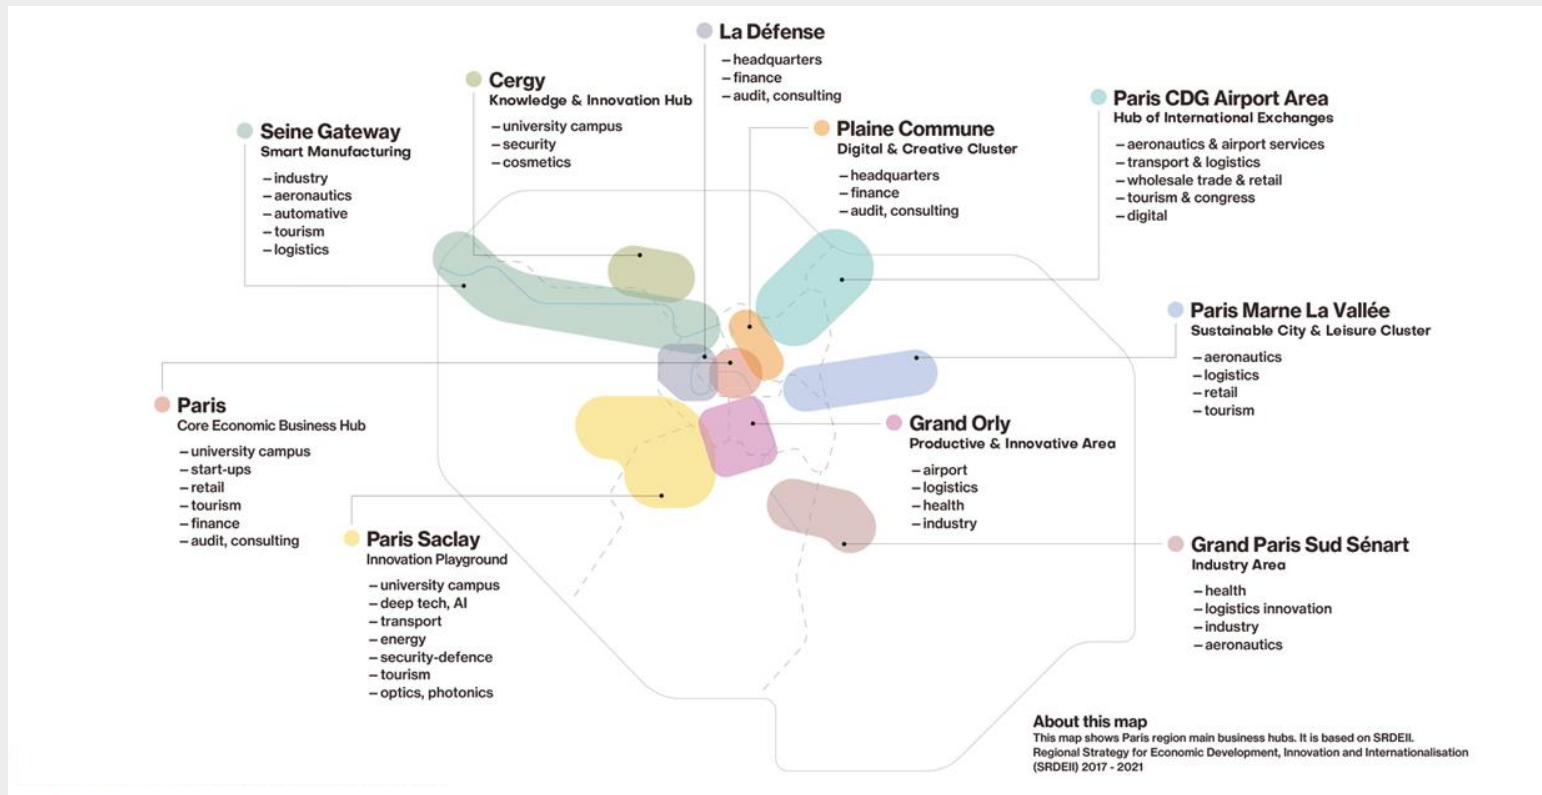 La Défense
– headquarters
– finance
– audit, consulting
Cergy
Knowledge & Innovation Hub
– university campus
– security
– cosmetics
Paris CDG Airport Area
Hub of International Exchanges
– aeronautics & airport services
– transport & logistics
– wholesale trade & retail
– tourism & congress
– digital
Seine Gateway
Smart Manufacturing
– industry
– aeronautics
– automative
– tourism
– logistics
Plaine Commune
Digital & Creative Cluster
– headquarters
– finance
– audit, consulting
Paris Marne La Vallée
Sustainable City & Leisure Cluster
– aeronautics
– logistics
– retail
– tourism
Paris
Core Economic Business Hub
– university campus
– start-ups
– retail
– tourism
– finance
– audit, consulting
Grand Orly
Productive & Innovative Area
– airport
– logistics
– health
– industry
Paris Saclay
Innovation Playground
– university campus
– deep tech, AI
– transport
– energy
– security-defence
– tourism
– optics, photonics
Grand Paris Sud Sénart
Industry Area
– health
– logistics innovation
– industry
– aeronautics
About this map
This map shows Paris region main business hubs. It is based on SRDEII.
Regional Strategy for Economic Development, Innovation and Internationalisation
(SRDEII) 2017 - 2021